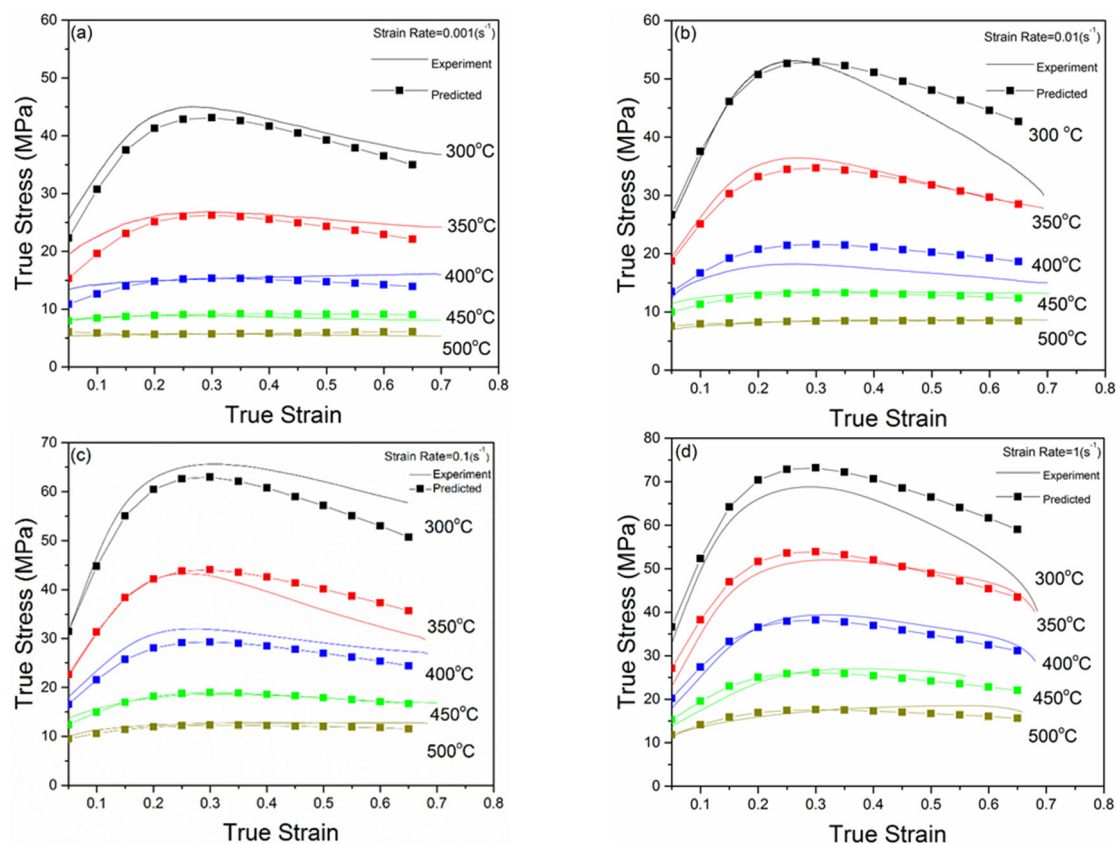 (a)
Strain Rate=0.001(s⁻¹)
Experiment
Predicted
300°C
350°C
400°C
450°C
500°C
60
50
40
30
20
10
0
0.1 0.2 0.3 0.4 0.5 0.6 0.7 0.8
True Stress (MPa)
True Strain
(b)
Strain Rate=0.01(s⁻¹)
Experiment
Predicted
300 °C
350°C
400°C
450°C
500°C
60
50
40
30
20
10
0
0.1 0.2 0.3 0.4 0.5 0.6 0.7 0.8
True Stress (MPa)
True Strain
(c)
Strain Rate=0.1(s⁻¹)
Experiment
Predicted
300°C
350°C
400°C
450°C
500°C
70
60
50
40
30
20
10
0
0.1 0.2 0.3 0.4 0.5 0.6 0.7 0.8
True Stress (MPa)
True Strain
(d)
Strain Rate=1(s⁻¹)
Experiment
Predicted
300°C
350°C
400°C
450°C
500°C
80
70
60
50
40
30
20
10
0
0.1 0.2 0.3 0.4 0.5 0.6 0.7 0.8
True Stress (MPa)
True Strain